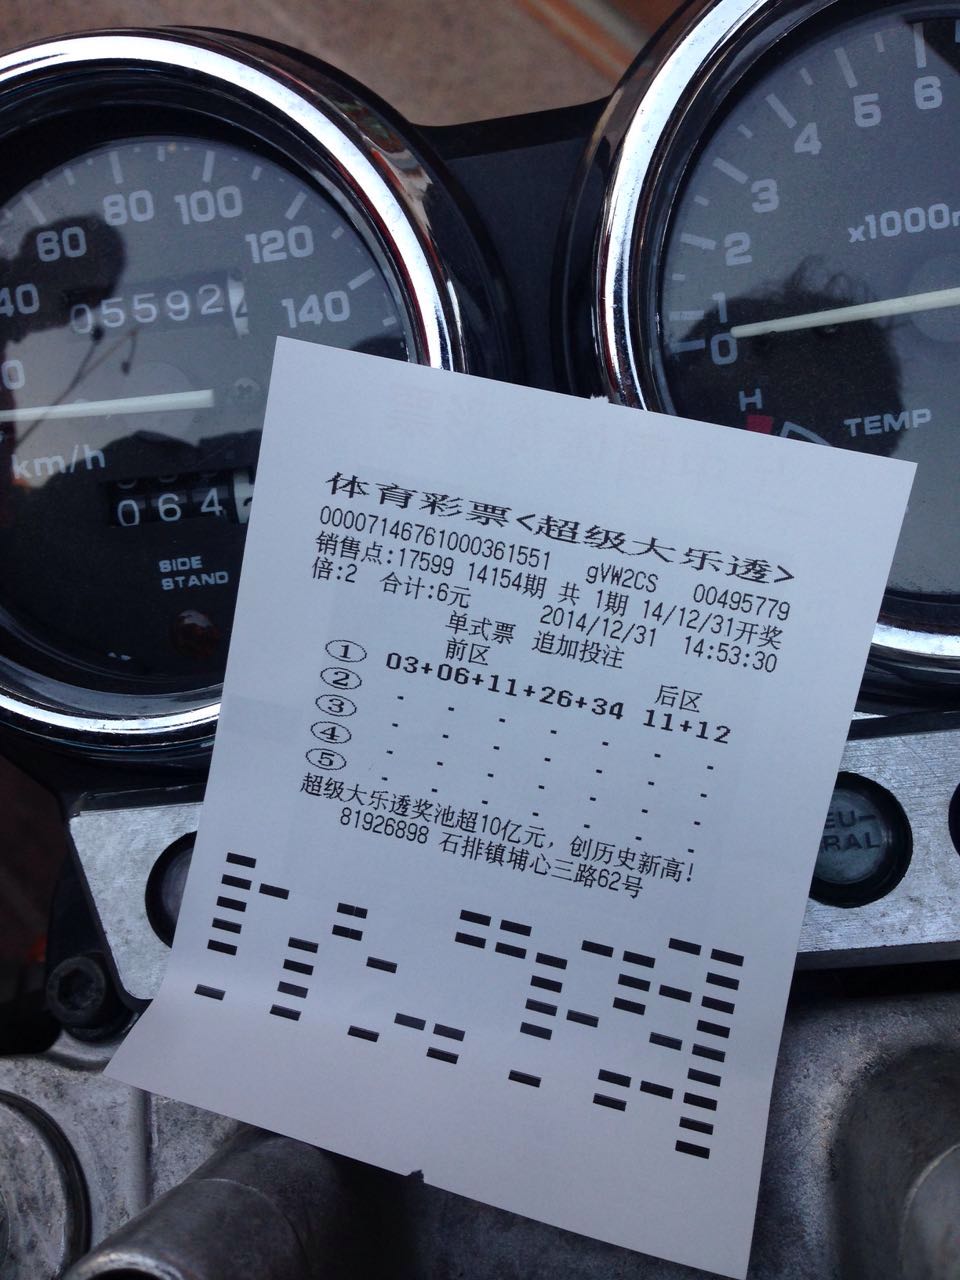 80
100
60
120
40
05592
140
km/h
064
SIDE
STAND
6
5
4
3
x1000r
2
1
0
H
TEMP
体育彩票<超级大乐透>
00007146761000361551 gVW2CS 00495779
销售点:17599 14154期 共 1期 14/12/31开奖
倍:2 合计:6元 2014/12/31 14:53:30
单式票 追加投注
前区 后区
① 03+06+11+26+34 11+12
② - - - - - - -
③ - - - - - - -
④ - - - - - - -
⑤ - - - - - - -
超级大乐透奖池超10亿元，创历史新高!
81926898 石排镇埔心三路62号
EU-
RAL